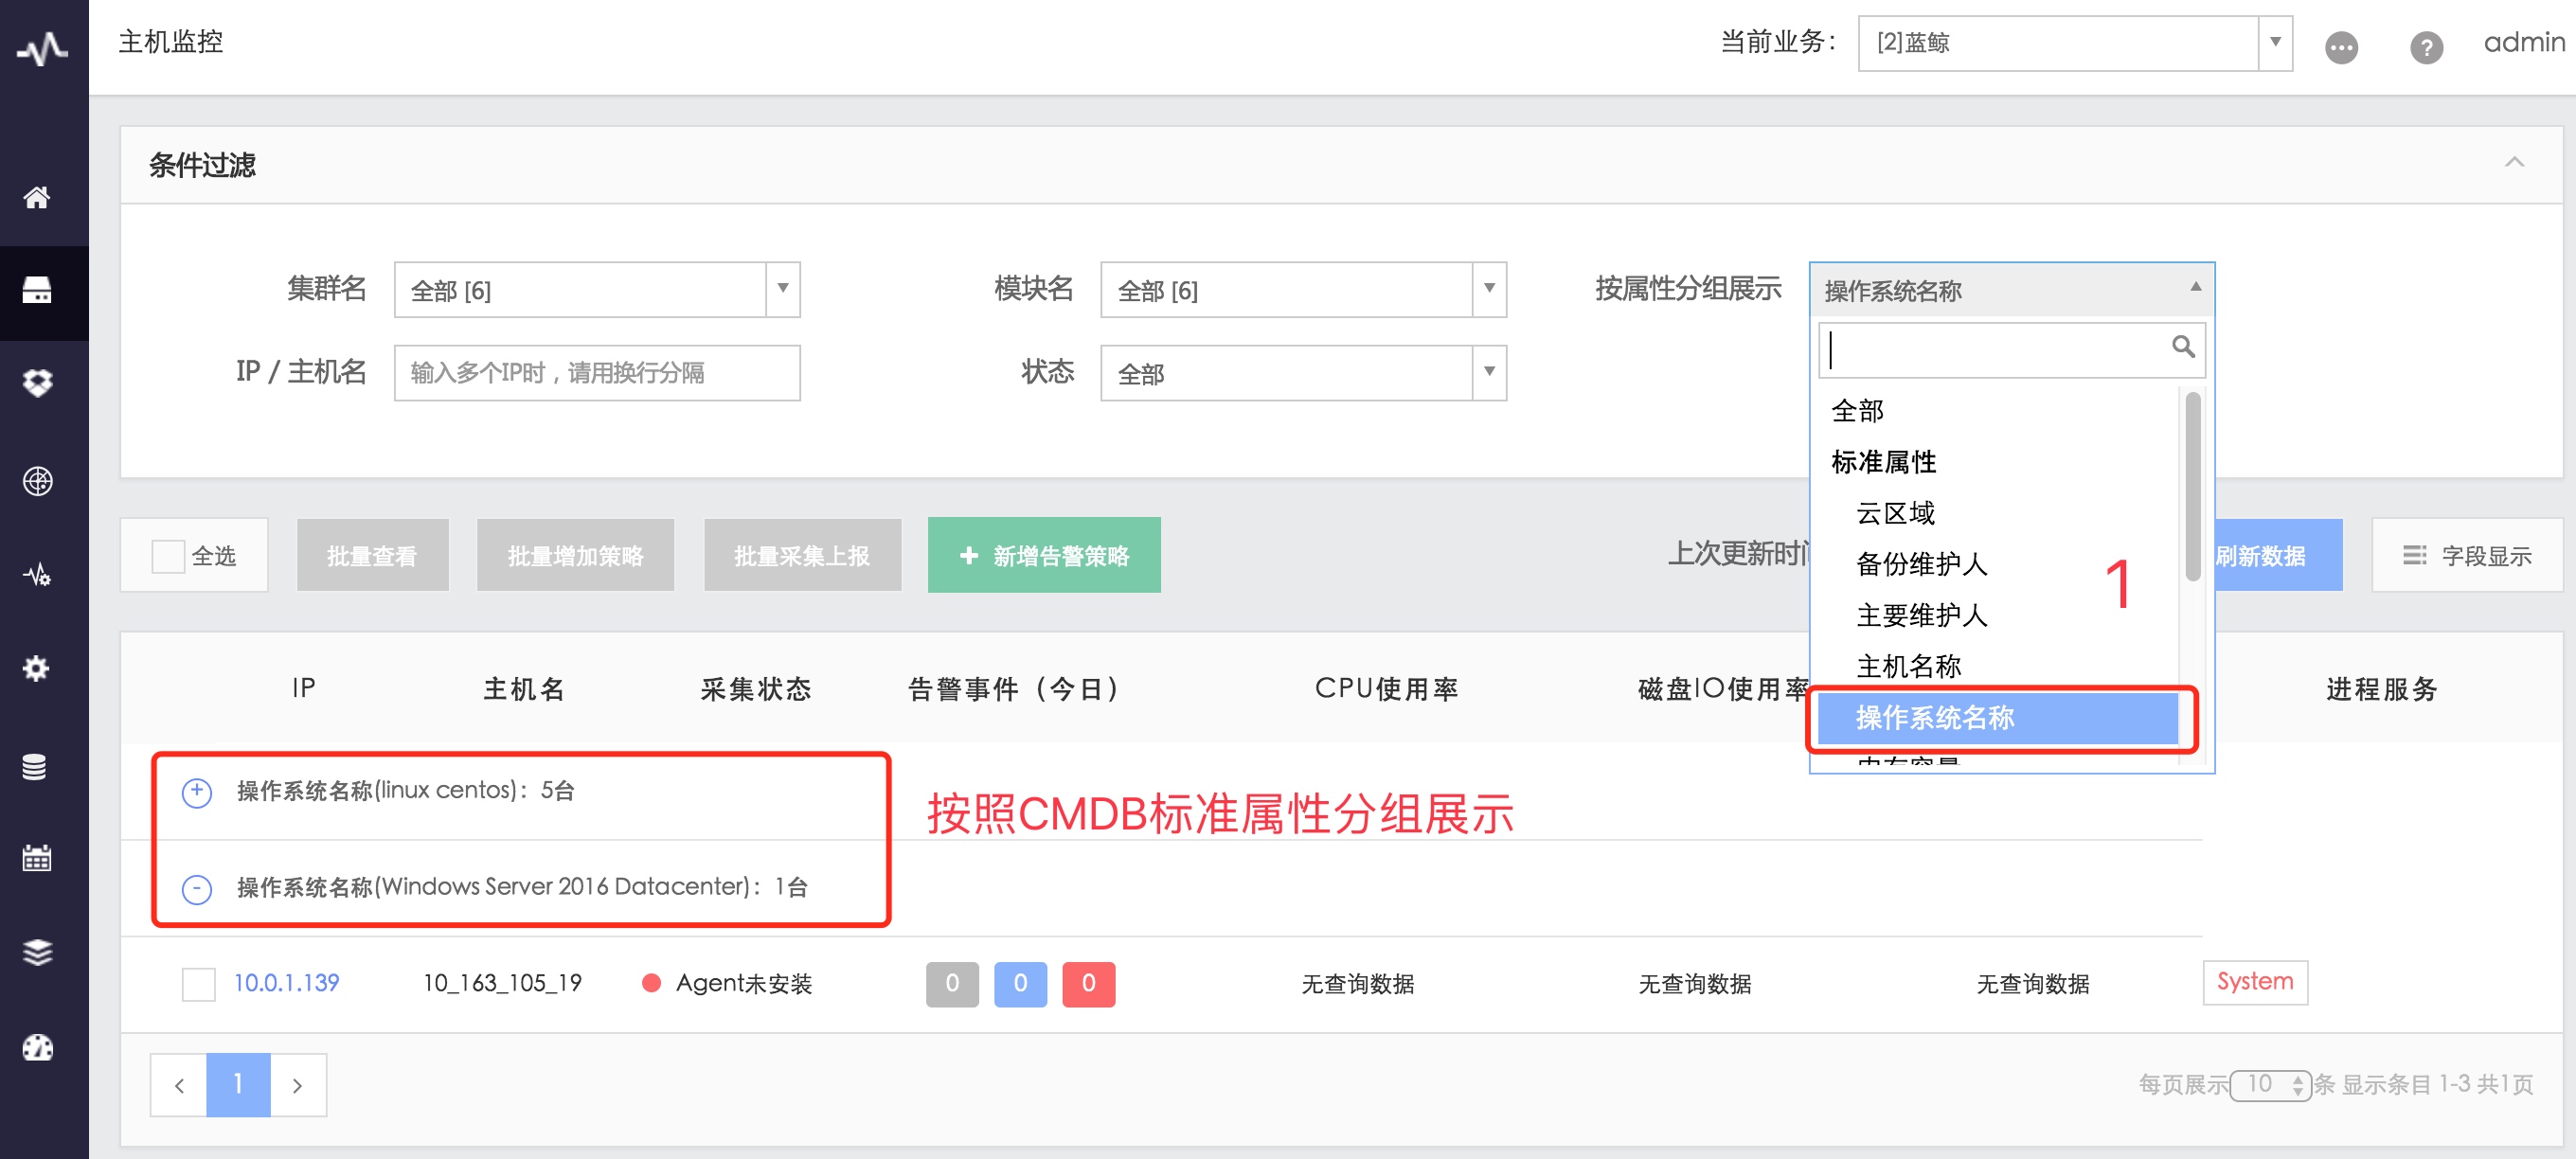 主机监控
当前业务：
[2]蓝鲸
admin
条件过滤
集群名
全部 [6]
模块名
全部 [6]
按属性分组展示
操作系统名称
IP / 主机名
输入多个IP时，请用换行分隔
状态
全部
全部
标准属性
云区域
备份维护人
主要维护人
主机名称
操作系统名称
内存容量
1
全选
批量查看
批量增加策略
批量采集上报
+ 新增告警策略
上次更新时间
刷新数据
字段显示
IP
主机名
采集状态
告警事件（今日）
CPU使用率
磁盘IO使用率
进程服务
操作系统名称(linux centos)：5台
按照CMDB标准属性分组展示
操作系统名称(Windows Server 2016 Datacenter)：1台
10.0.1.139
10_163_105_19
Agent未安装
0
0
0
无查询数据
无查询数据
无查询数据
System
1
每页展示 10 条 显示条目 1-3 共1页